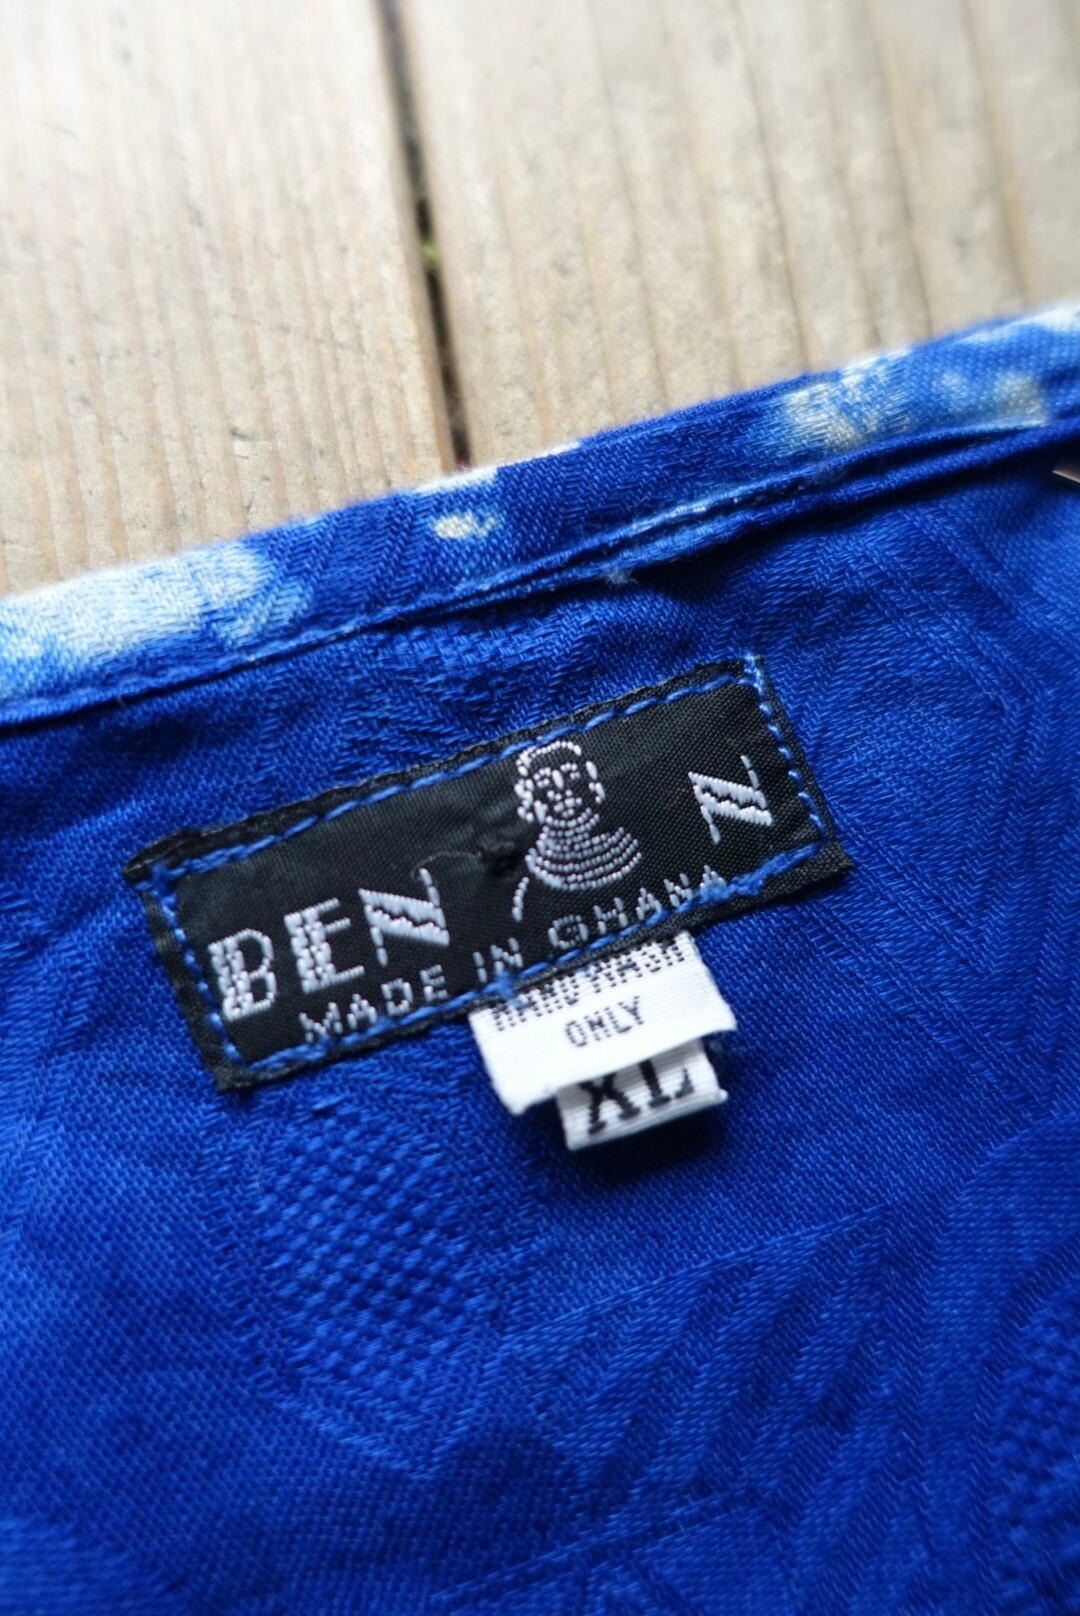 BEN Z
MADE IN GHANA
HAND WASH
ONLY
XL